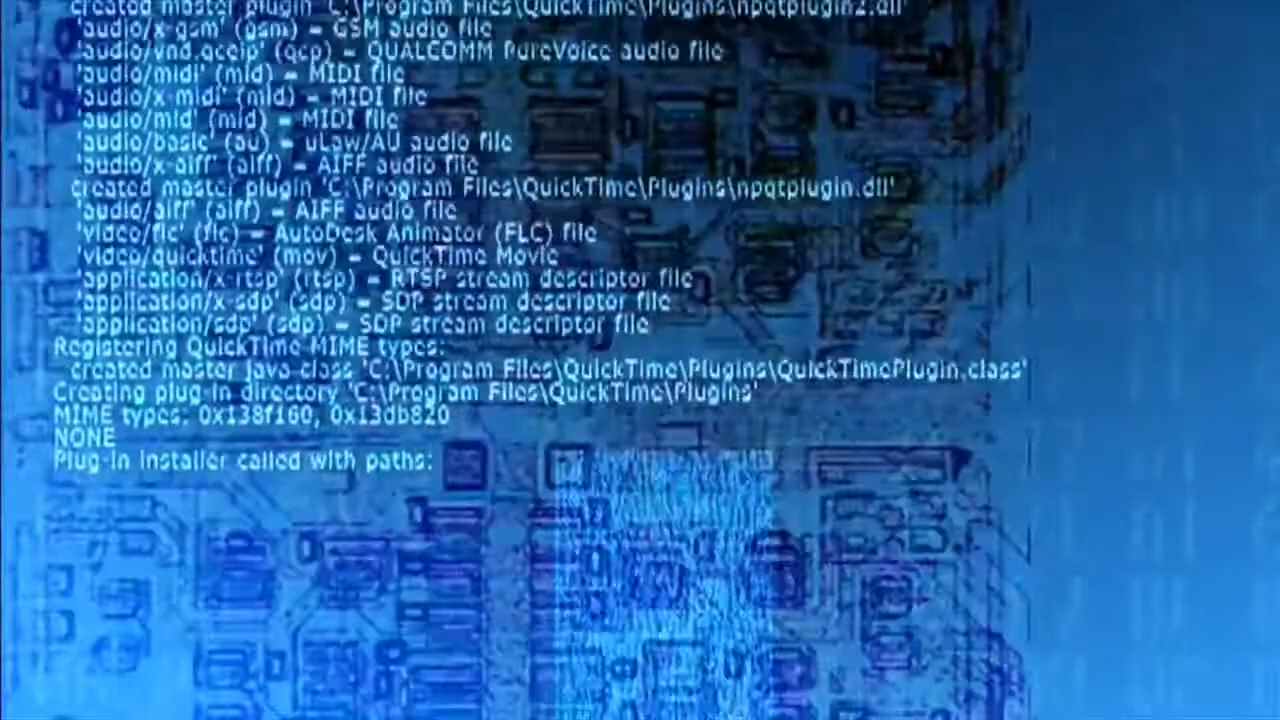 created master plugin 'C:\Program Files\QuickTime\Plugins\npqtplugin2.dll'
'audio/x-gsm' (gsm) = GSM audio file
'audio/vnd.qcelp' (qcp) = QUALCOMM PureVoice audio file
'audio/midi' (mid) = MIDI file
'audio/x-midi' (mid) = MIDI file
'audio/mid' (mid) = MIDI file
'audio/basic' (au) = uLaw/AU audio file
'audio/x-aiff' (aiff) = AIFF audio file
created master plugin 'C:\Program Files\QuickTime\Plugins\npqtplugin.dll'
'audio/aiff' (aiff) = AIFF audio file
'video/flc' (flc) = AutoDesk Animator (FLC) file
'video/quicktime' (mov) = QuickTime Movie
'application/x-rtsp' (rtsp) = RTSP stream descriptor file
'application/x-sdp' (sdp) = SDP stream descriptor file
'application/sdp' (sdp) = SDP stream descriptor file
Registering QuickTime MIME types:
created master java class 'C:\Program Files\QuickTime\Plugins\QuickTimePlugin.class'
Creating plug-in directory 'C:\Program Files\QuickTime\Plugins'
MIME types: 0x138f160, 0x13db820
NONE
Plug-in installer called with paths: